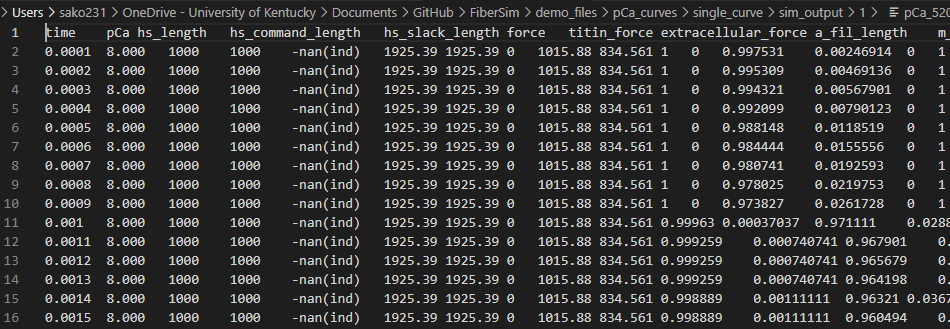 Users > sako231 > OneDrive - University of Kentucky > Documents > GitHub > FiberSim > demo_files > pCa_curves > single_curve > sim_output > 1 > pCa_520
1 time pCa hs_length hs_command_length hs_slack_length force titin_force extracellular_force a_fil_length m_
2 0.0001 8.000 1000 1000 -nan(ind) 1925.39 1925.39 0 1015.88 834.561 1 0 0.997531 0.00246914 0 1
3 0.0002 8.000 1000 1000 -nan(ind) 1925.39 1925.39 0 1015.88 834.561 1 0 0.995309 0.00469136 0 1
4 0.0003 8.000 1000 1000 -nan(ind) 1925.39 1925.39 0 1015.88 834.561 1 0 0.994321 0.00567901 0 1
5 0.0004 8.000 1000 1000 -nan(ind) 1925.39 1925.39 0 1015.88 834.561 1 0 0.992099 0.00790123 0 1
6 0.0005 8.000 1000 1000 -nan(ind) 1925.39 1925.39 0 1015.88 834.561 1 0 0.988148 0.0118519 0 1
7 0.0006 8.000 1000 1000 -nan(ind) 1925.39 1925.39 0 1015.88 834.561 1 0 0.984444 0.0155556 0 1
8 0.0007 8.000 1000 1000 -nan(ind) 1925.39 1925.39 0 1015.88 834.561 1 0 0.980741 0.0192593 0 1
9 0.0008 8.000 1000 1000 -nan(ind) 1925.39 1925.39 0 1015.88 834.561 1 0 0.978025 0.0219753 0 1
10 0.0009 8.000 1000 1000 -nan(ind) 1925.39 1925.39 0 1015.88 834.561 1 0 0.973827 0.0261728 0 1
11 0.001 8.000 1000 1000 -nan(ind) 1925.39 1925.39 0 1015.88 834.561 0.99963 0.00037037 0.971111 0.0288
12 0.0011 8.000 1000 1000 -nan(ind) 1925.39 1925.39 0 1015.88 834.561 0.999259 0.000740741 0.967901
13 0.0012 8.000 1000 1000 -nan(ind) 1925.39 1925.39 0 1015.88 834.561 0.999259 0.000740741 0.965679
14 0.0013 8.000 1000 1000 -nan(ind) 1925.39 1925.39 0 1015.88 834.561 0.999259 0.000740741 0.964198
15 0.0014 8.000 1000 1000 -nan(ind) 1925.39 1925.39 0 1015.88 834.561 0.998889 0.00111111 0.96321 0.0367
16 0.0015 8.000 1000 1000 -nan(ind) 1925.39 1925.39 0 1015.88 834.561 0.998889 0.00111111 0.960494